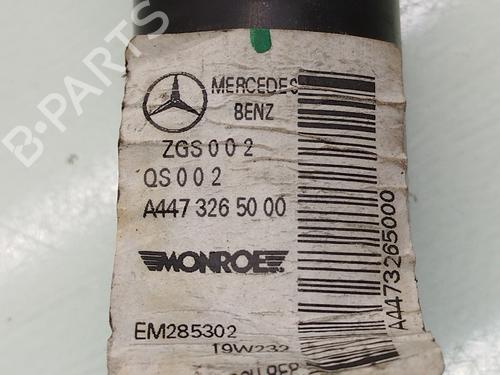 MERCEDES
BENZ
ZGS002
QS002
A447 326 50 00
MONROE
EM285302
19W232
A4473265000
B-PARTS